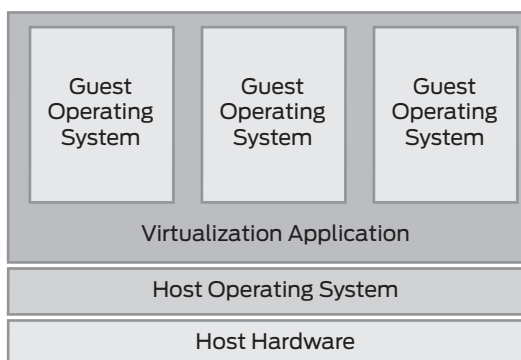 Guest
Operating
System
Guest
Operating
System
Guest
Operating
System
Virtualization Application
Host Operating System
Host Hardware